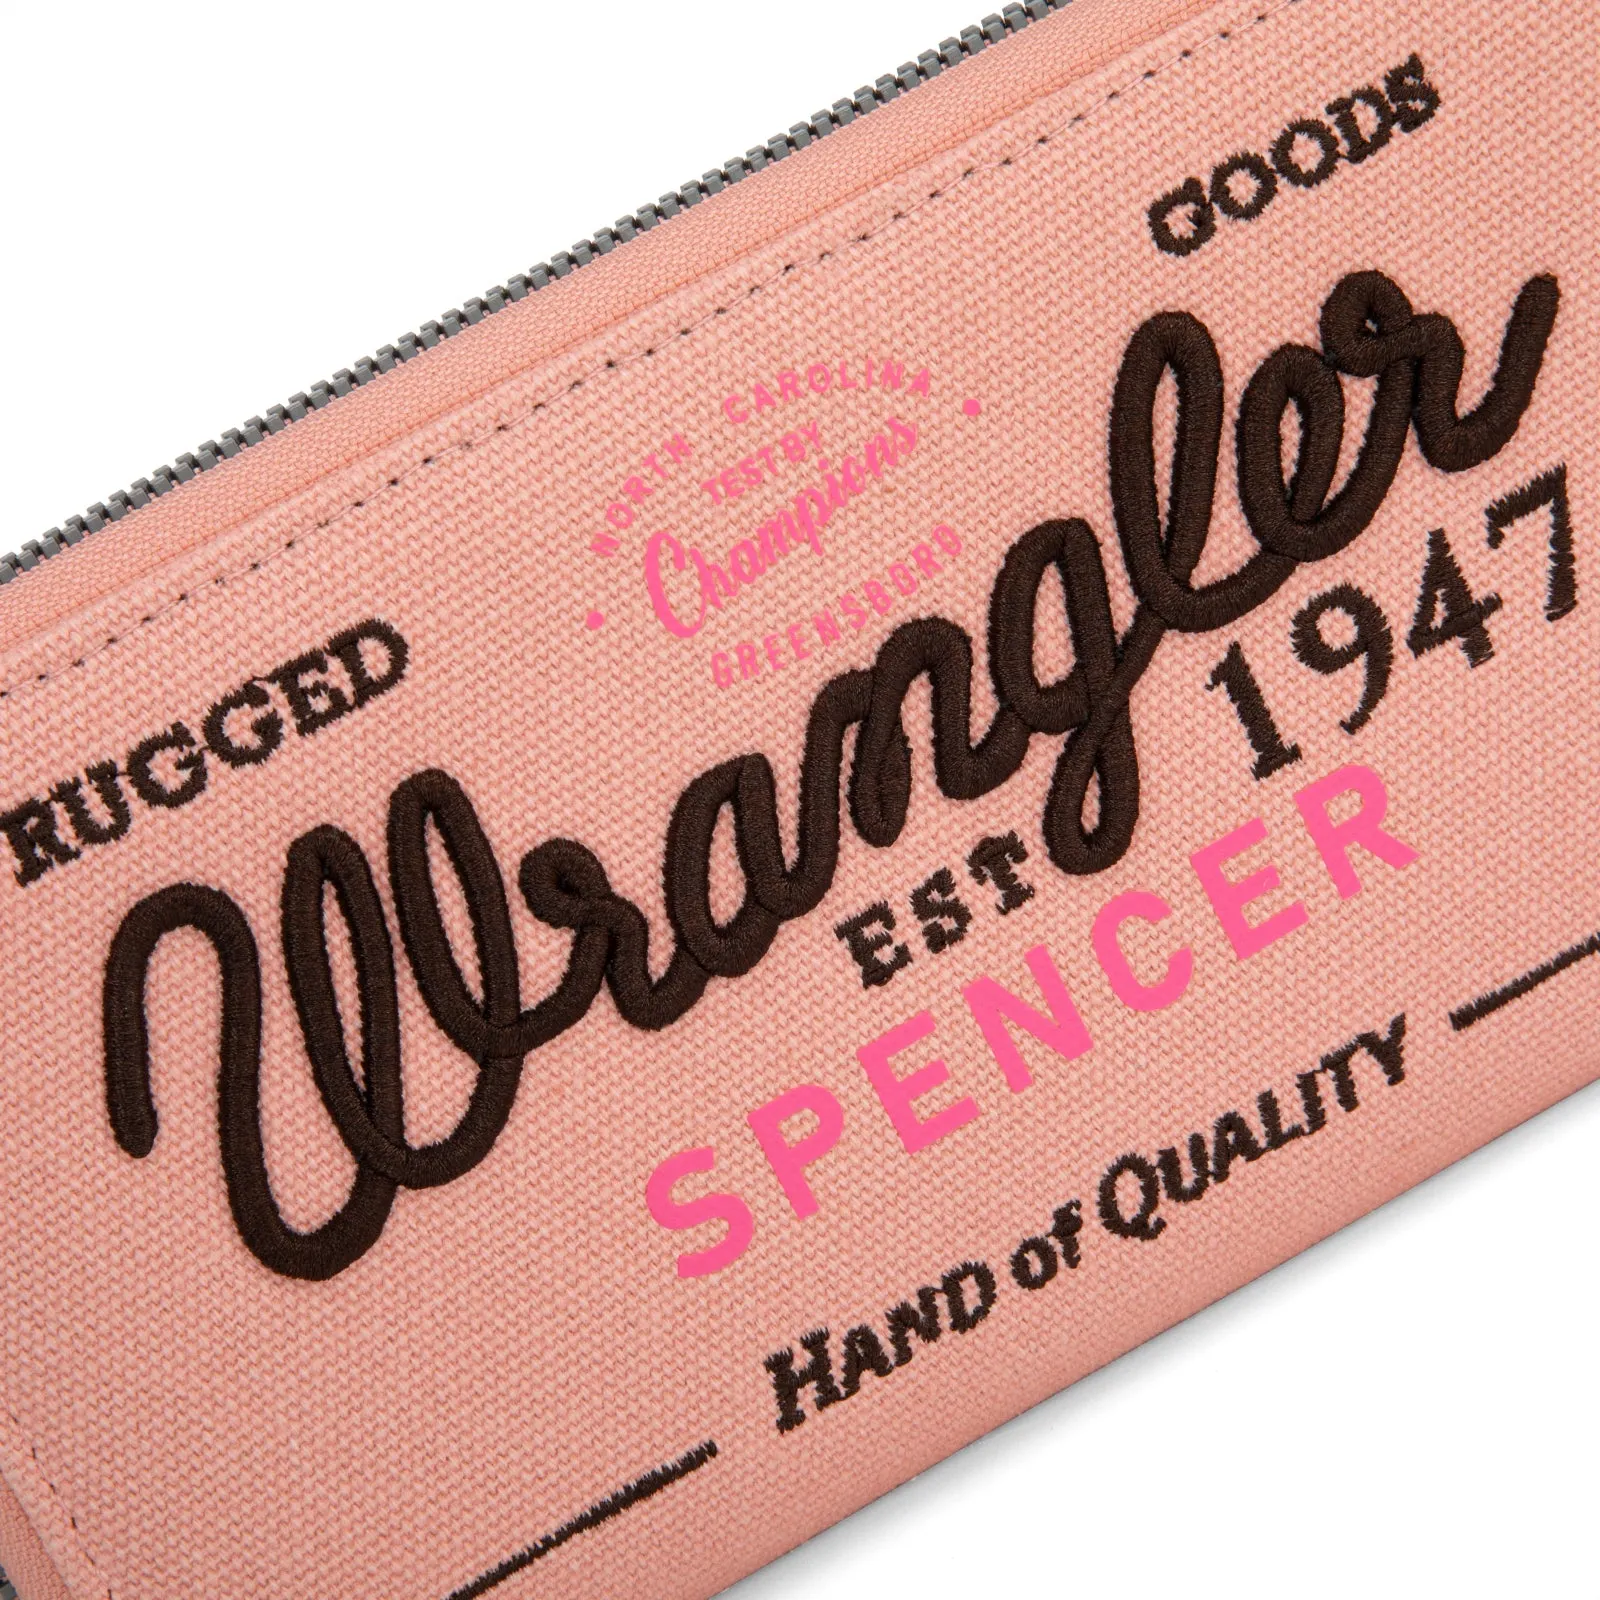 RUGGED GOODS
NORTH CAROLINA
TEST BY
Champions
GREENSBORO
Wrangler
EST 1947
SPENCER
HAND OF QUALITY